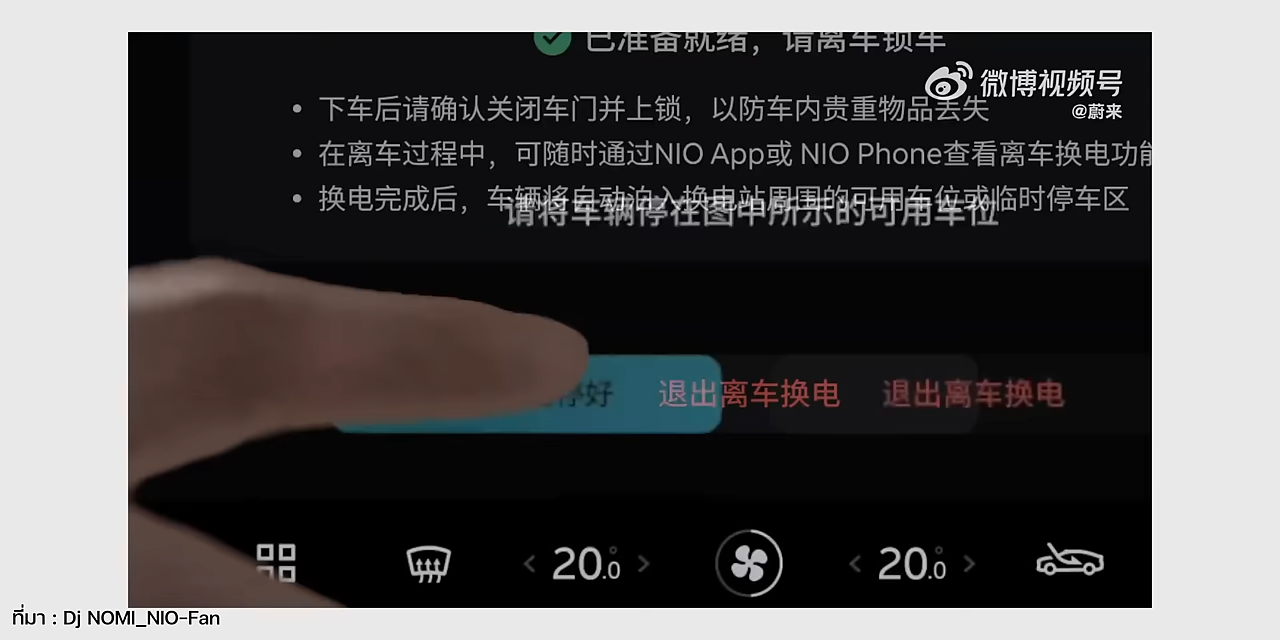 已准备就绪，请离车锁车
微博视频号
@蔚来
• 下车后请确认关闭车门并上锁，以防车内贵重物品丢失
• 在离车过程中，可随时通过NIO App或 NIO Phone查看离车换电功能
• 换电完成后，车辆将自动泊入换电站周围的可用车位或临时停车区
请将车辆停在图中所示的可用车位
停好
退出离车换电
退出离车换电
< 20.0° >
< 20.0° >
ที่มา : Dj NOMI_NIO-Fan